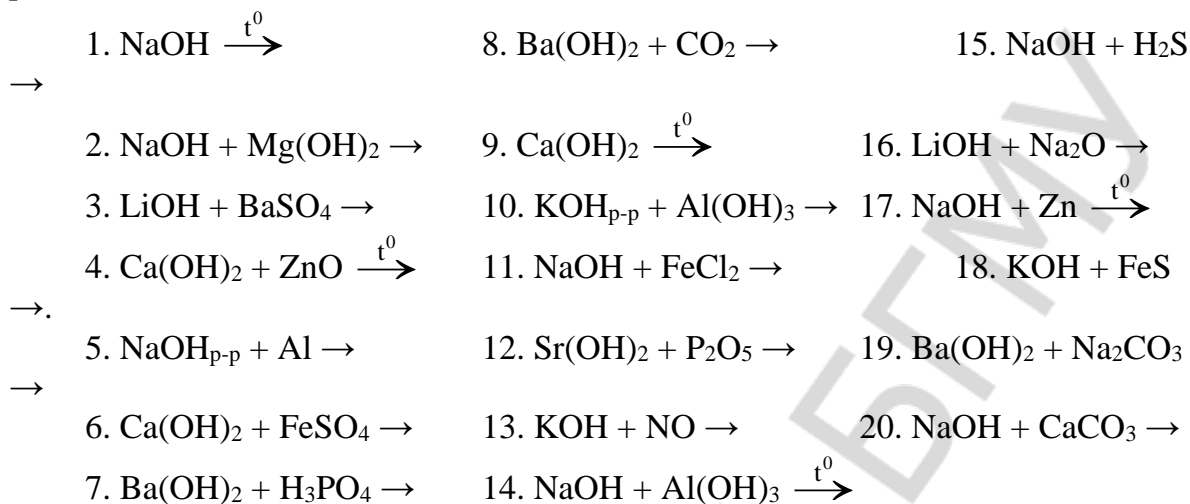 1. NaOH t⁰→ 8. Ba(OH)₂ + CO₂ → 15. NaOH + H₂S
→
2. NaOH + Mg(OH)₂ → 9. Ca(OH)₂ t⁰→ 16. LiOH + Na₂O →
3. LiOH + BaSO₄ → 10. KOHр-р + Al(OH)₃ → 17. NaOH + Zn t⁰→
4. Ca(OH)₂ + ZnO t⁰→ 11. NaOH + FeCl₂ → 18. KOH + FeS
→.
5. NaOHр-р + Al → 12. Sr(OH)₂ + P₂O₅ → 19. Ba(OH)₂ + Na₂CO₃
→
6. Ca(OH)₂ + FeSO₄ → 13. KOH + NO → 20. NaOH + CaCO₃ →
7. Ba(OH)₂ + H₃PO₄ → 14. NaOH + Al(OH)₃ t⁰→
БГМУ